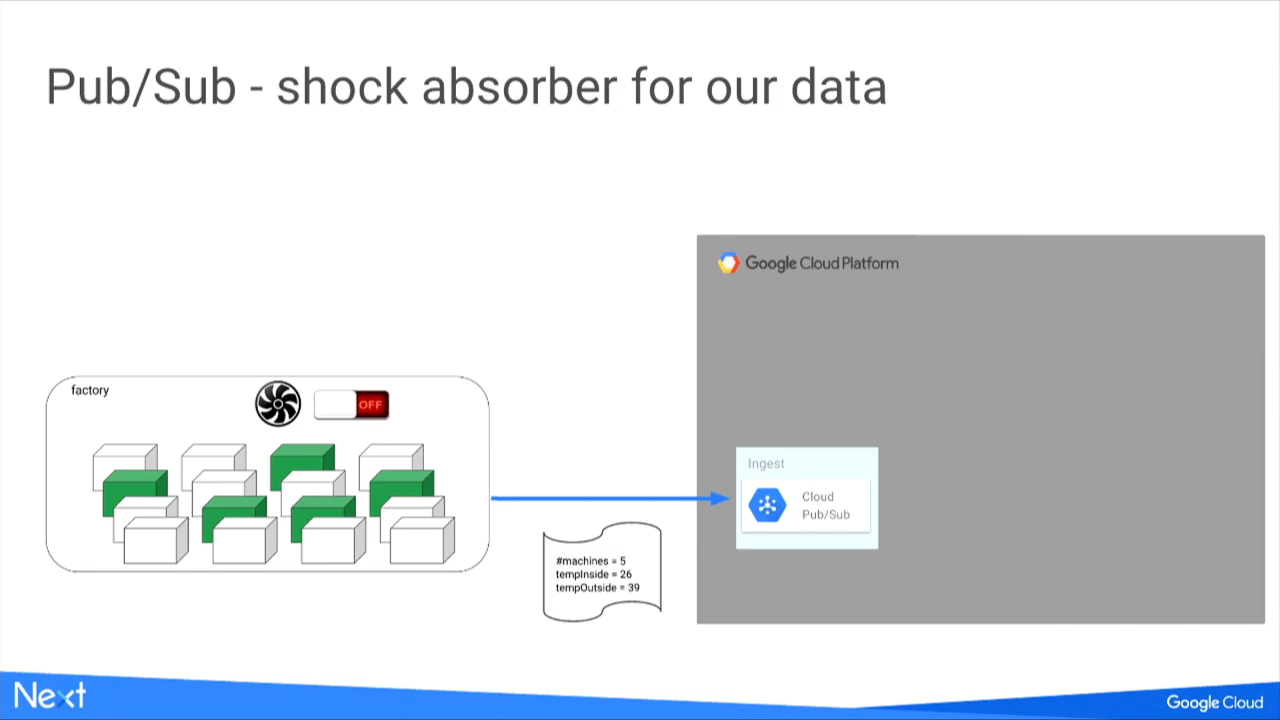 Pub/Sub - shock absorber for our data
Google Cloud Platform
factory
OFF
Ingest
Cloud
Pub/Sub
#machines = 5
tempInside = 26
tempOutside = 39
Next
Google Cloud